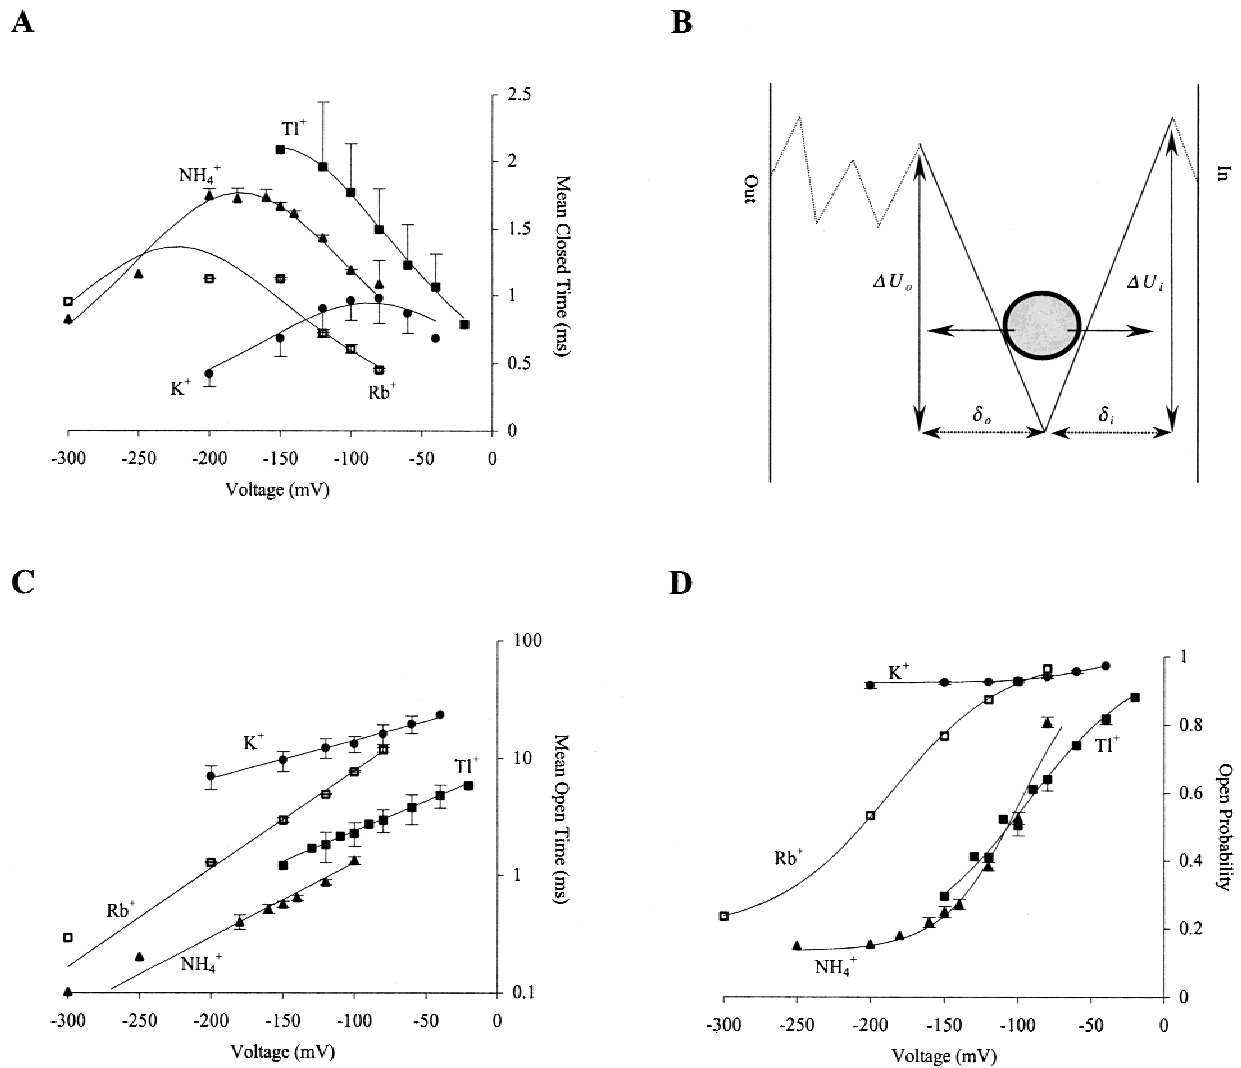 A
2.5
2
1.5
1
0.5
0
Mean Closed Time (ms)
Tl+
NH4+
K+
Rb+
-300 -250 -200 -150 -100 -50 0
Voltage (mV)
B
Out
In
ΔUo
ΔUi
δo
δi
C
100
10
1
0.1
Mean Open Time (ms)
K+
Tl+
Rb+
NH4+
-300 -250 -200 -150 -100 -50 0
Voltage (mV)
D
1
0.8
0.6
0.4
0.2
0
Open Probability
K+
Tl+
Rb+
NH4+
-300 -250 -200 -150 -100 -50 0
Voltage (mV)